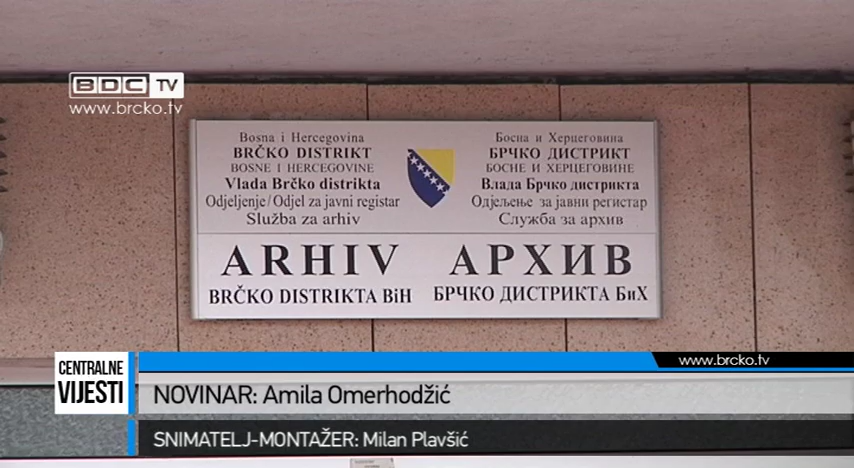 BDC TV
www.brcko.tv
Bosna i Hercegovina
BRČKO DISTRIKT
BOSNE I HERCEGOVINE
Vlada Brčko distrikta
Odjeljenje/Odjel za javni registar
Služba za arhiv
Босна и Херцеговина
БРЧКО ДИСТРИКТ
БОСНЕ И ХЕРЦЕГОВИНЕ
Влада Брчко дистрикта
Одјељење за јавни регистар
Служба за архив
ARHIV
BRČKO DISTRIKTA BiH
АРХИВ
БРЧКО ДИСТРИКТА БиХ
www.brcko.tv
CENTRALNE
VIJESTI
NOVINAR: Amila Omerhodžić
SNIMATELJ-MONTAŽER: Milan Plavšić